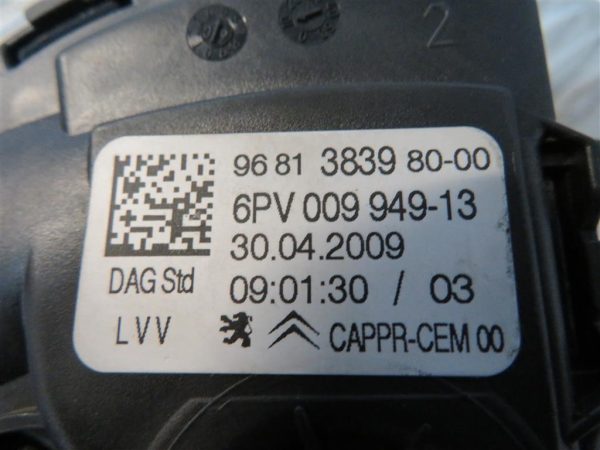 2
96 81 3839 80-00
6PV 009 949-13
30.04.2009
DAG Std 09:01:30 / 03
LVV CAPPR-CEM 00